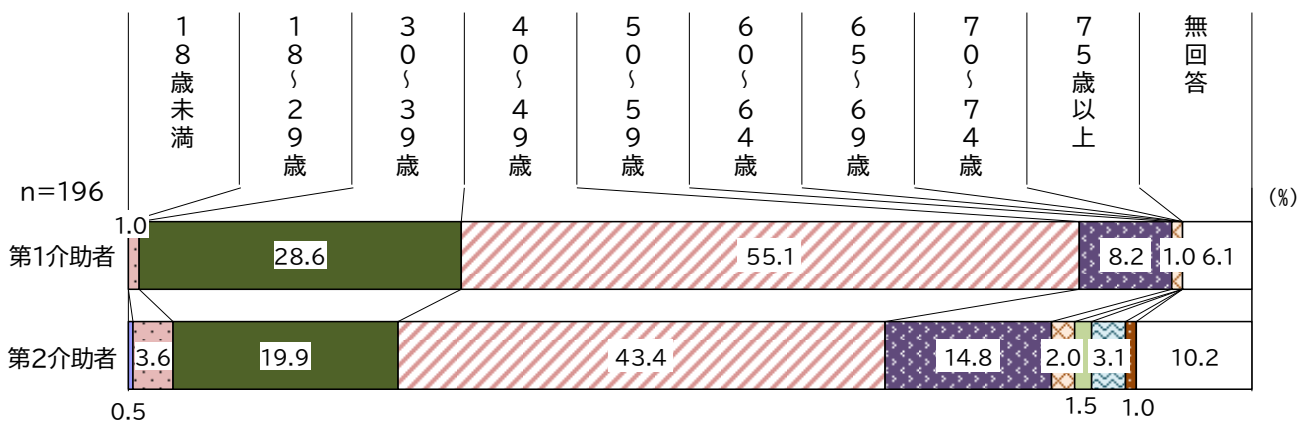 18歳未満
18～29歳
30～39歳
40～49歳
50～59歳
60～64歳
65～69歳
70～74歳
75歳以上
無回答
n=196
(%)
第1介助者
1.0
28.6
55.1
8.2
1.0
6.1
第2介助者
0.5
3.6
19.9
43.4
14.8
2.0
1.5
3.1
1.0
10.2